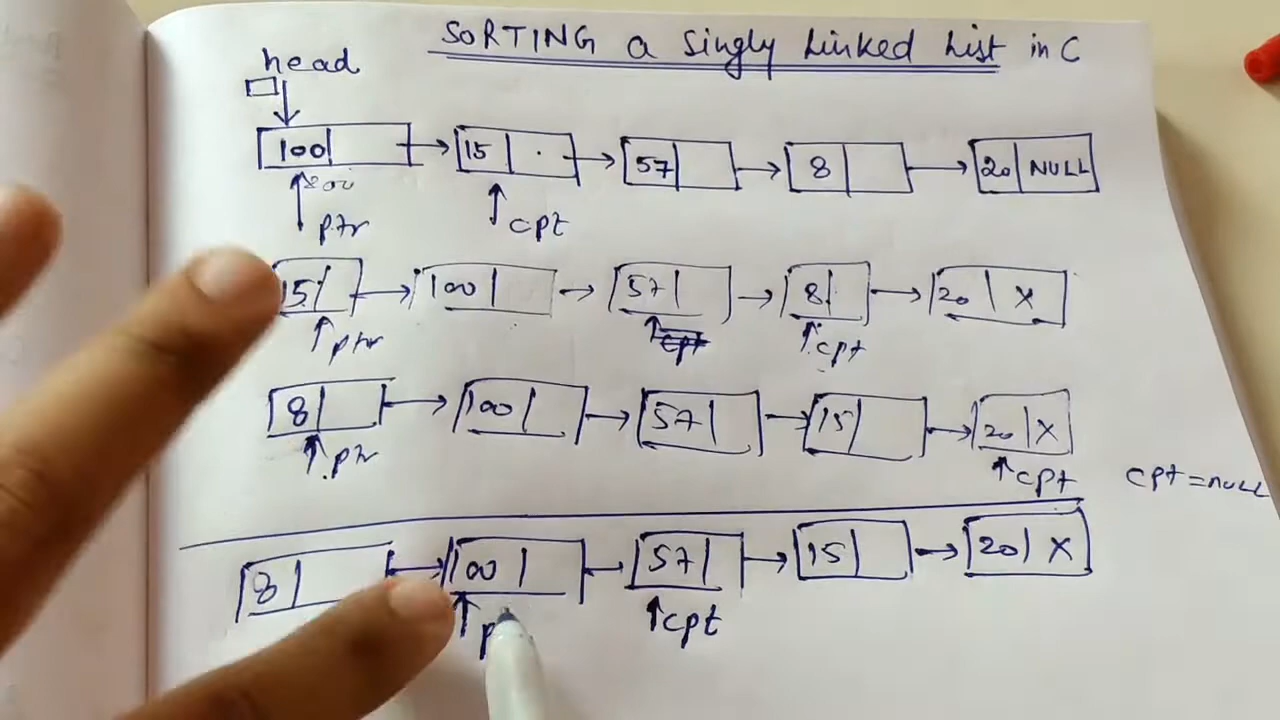 SORTING a Singly Linked List in C
head
100 15 57 8 20 NULL
ptr cpt
15 100 57 8 20 X
ptr cpt cpt
8 100 57 15 20 X
ptr cpt cpt=null
8 100 57 15 20 X
p cpt